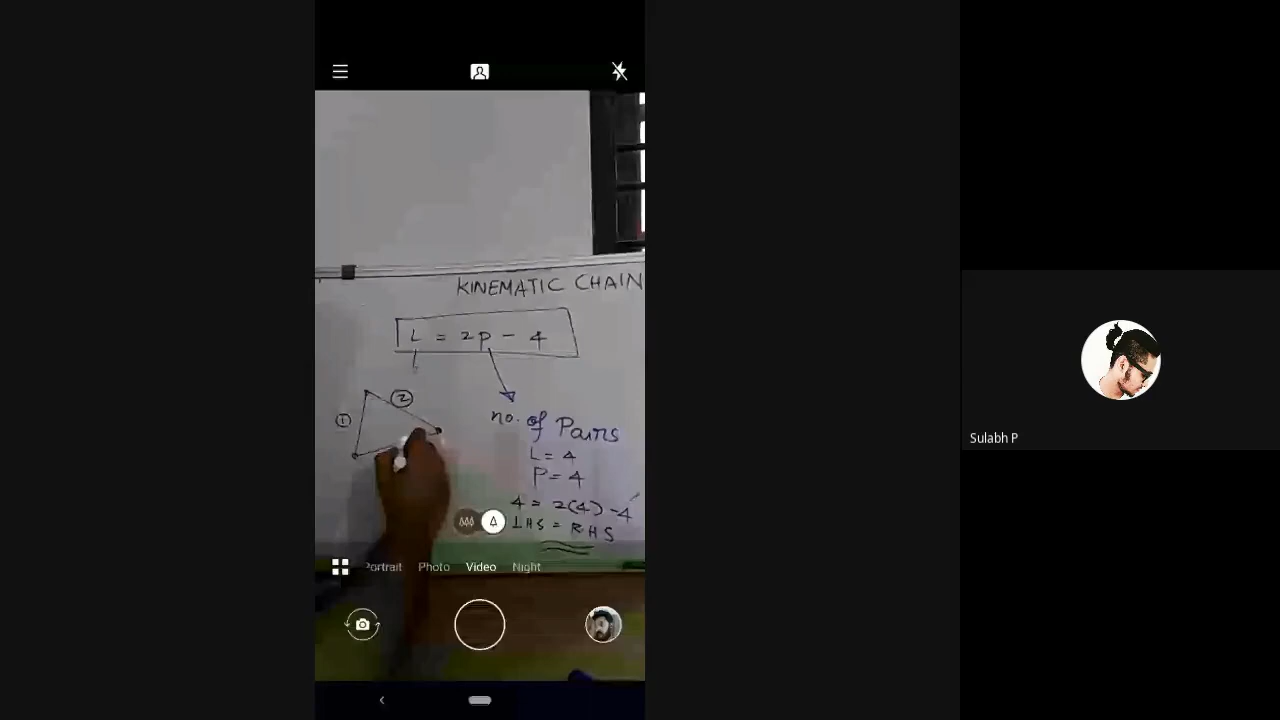 KINEMATIC CHAIN
L = 2p - 4
① ②
no. of Pairs
L = 4
P = 4
4 = 2(4) - 4
LHS = RHS
Portrait Photo Video Night
Sulabh P